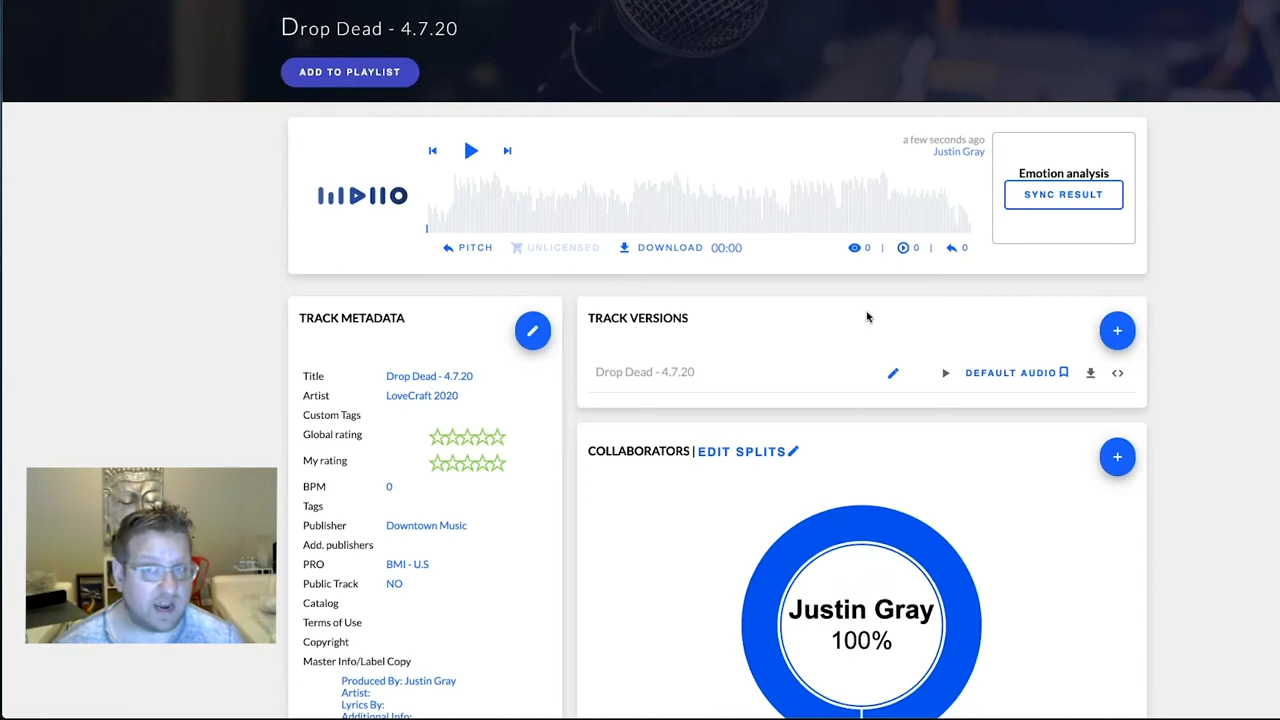 Drop Dead - 4.7.20
ADD TO PLAYLIST
a few seconds ago
Justin Gray
Emotion analysis
SYNC RESULT
PITCH
UNLICENSED
DOWNLOAD 00:00
0 | 0 | 0
TRACK METADATA
Title Drop Dead - 4.7.20
Artist LoveCraft 2020
Custom Tags
Global rating
My rating
BPM 0
Tags
Publisher Downtown Music
Add. publishers
PRO BMI - U.S
Public Track NO
Catalog
Terms of Use
Copyright
Master Info/Label Copy
Produced By: Justin Gray
Artist:
Lyrics By:
Additional Info:
TRACK VERSIONS
Drop Dead - 4.7.20
DEFAULT AUDIO
COLLABORATORS | EDIT SPLITS
Justin Gray
100%